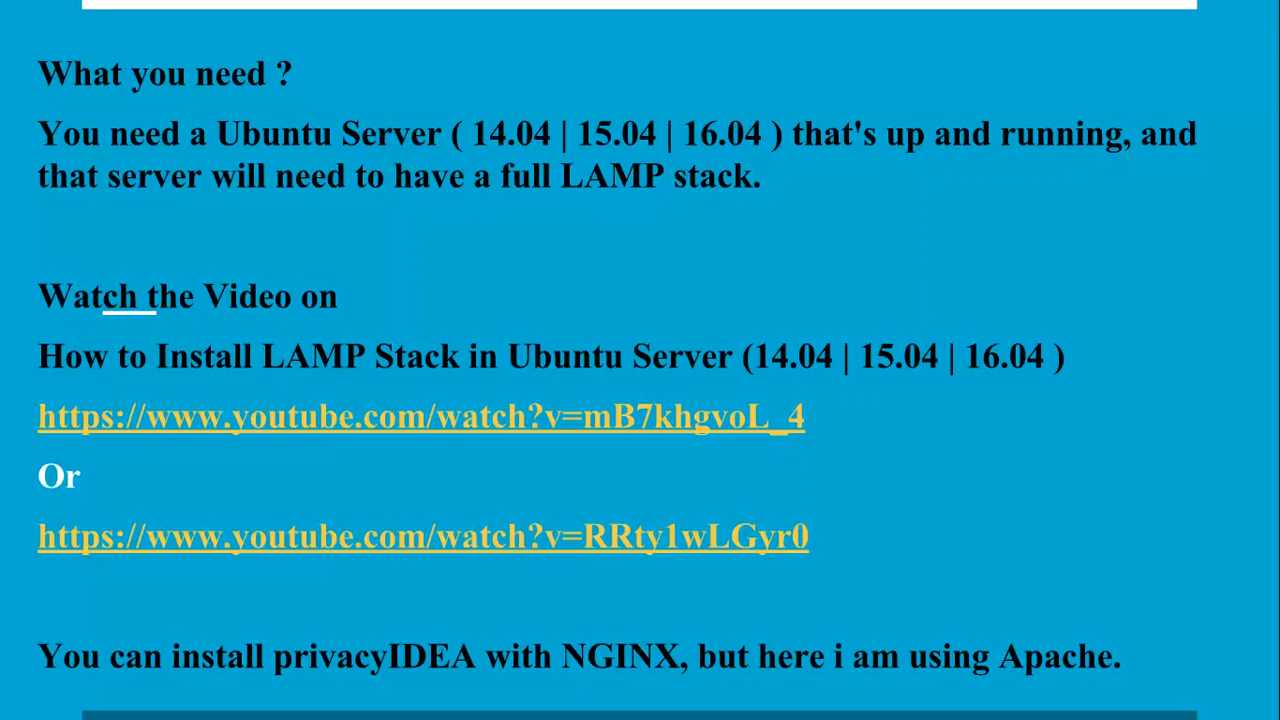 What you need ?
You need a Ubuntu Server ( 14.04 | 15.04 | 16.04 ) that's up and running, and
that server will need to have a full LAMP stack.
Watch the Video on
How to Install LAMP Stack in Ubuntu Server (14.04 | 15.04 | 16.04 )
https://www.youtube.com/watch?v=mB7khgvoL_4
Or
https://www.youtube.com/watch?v=RRty1wLGyr0
You can install privacyIDEA with NGINX, but here i am using Apache.